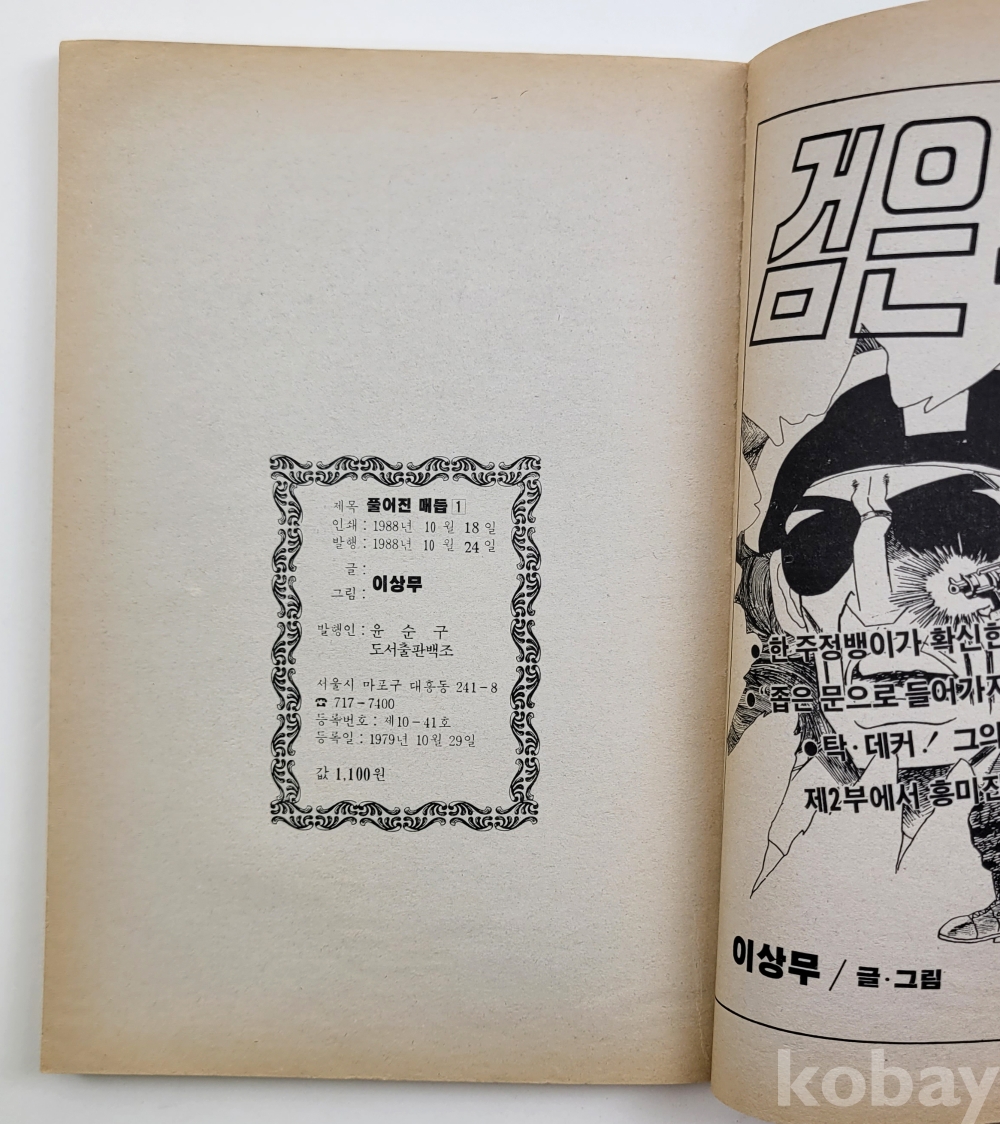 제목 풀어진 매듭 1
인쇄 : 1988년 10월 18일
발행 : 1988년 10월 24일
글 :
이상무
그림 :
발행인 : 윤 순 구
도서출판백조
서울시 마포구 대흥동 241-8
☎ 717-7400
등록번호 : 제10-41호
등록일 : 1979년 10월 29일
값 1,100원
검은
• 한 주정뱅이가 확신한
• 좁은 문으로 들어가자
• 탁·데커! 그의
제2부에서 흥미진
이상무 / 글·그림
kobay